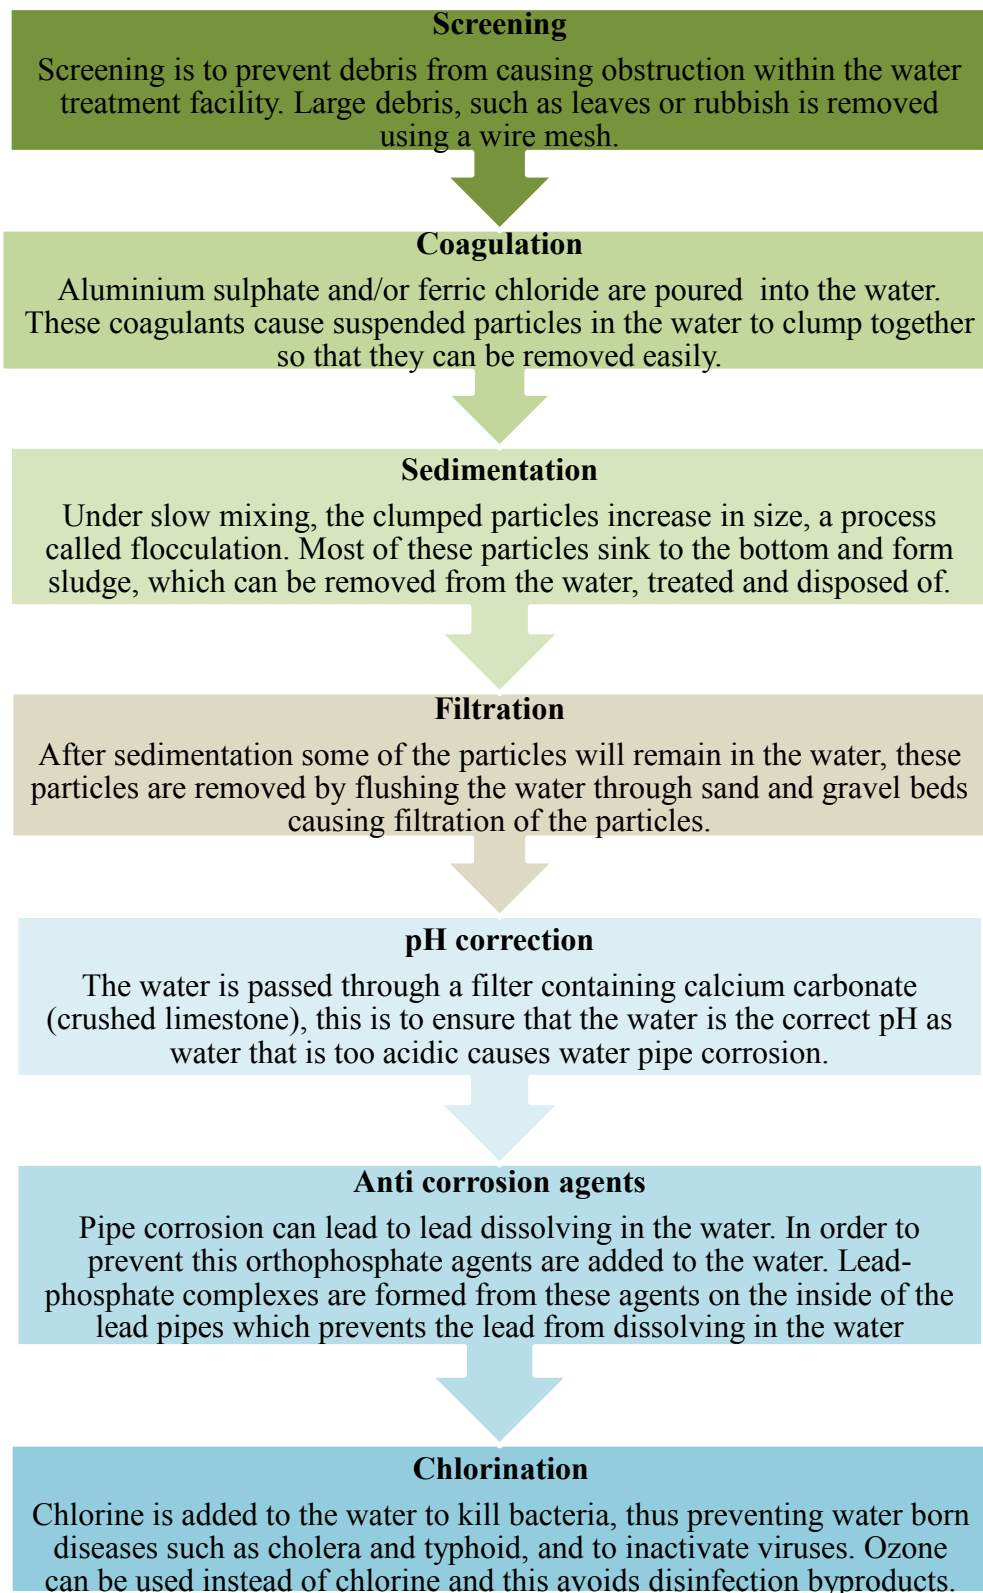 Screening
Screening is to prevent debris from causing obstruction within the water
treatment facility. Large debris, such as leaves or rubbish is removed
using a wire mesh.
Coagulation
Aluminium sulphate and/or ferric chloride are poured  into the water.
These coagulants cause suspended particles in the water to clump together
so that they can be removed easily.
Sedimentation
Under slow mixing, the clumped particles increase in size, a process
called flocculation. Most of these particles sink to the bottom and form
sludge, which can be removed from the water, treated and disposed of.
Filtration
After sedimentation some of the particles will remain in the water, these
particles are removed by flushing the water through sand and gravel beds
causing filtration of the particles.
pH correction
The water is passed through a filter containing calcium carbonate
(crushed limestone), this is to ensure that the water is the correct pH as
water that is too acidic causes water pipe corrosion.
Anti corrosion agents
Pipe corrosion can lead to lead dissolving in the water. In order to
prevent this orthophosphate agents are added to the water. Lead-
phosphate complexes are formed from these agents on the inside of the
lead pipes which prevents the lead from dissolving in the water
Chlorination
Chlorine is added to the water to kill bacteria, thus preventing water born
diseases such as cholera and typhoid, and to inactivate viruses. Ozone
can be used instead of chlorine and this avoids disinfection byproducts.